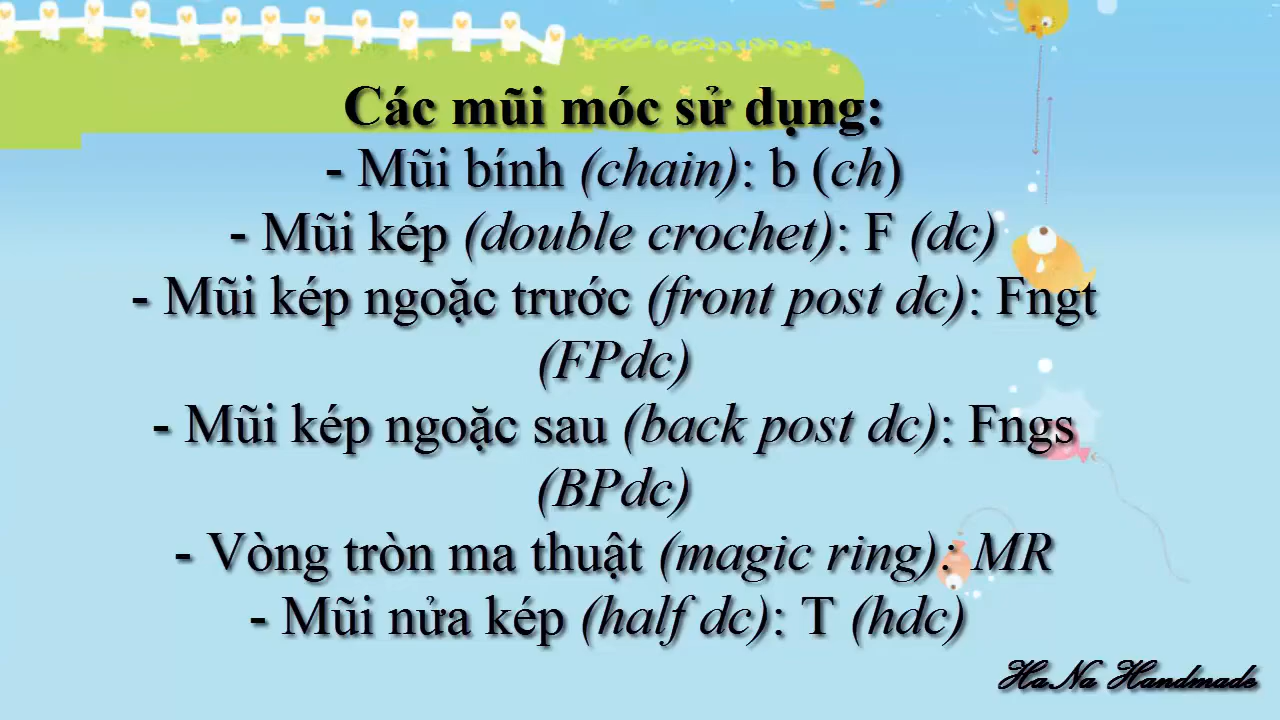 Các mũi móc sử dụng:
- Mũi bính (chain): b (ch)
- Mũi kép (double crochet): F (dc)
- Mũi kép ngoặc trước (front post dc): Fngt
(FPdc)
- Mũi kép ngoặc sau (back post dc): Fngs
(BPdc)
- Vòng tròn ma thuật (magic ring): MR
- Mũi nửa kép (half dc): T (hdc)
HaNa Handmade